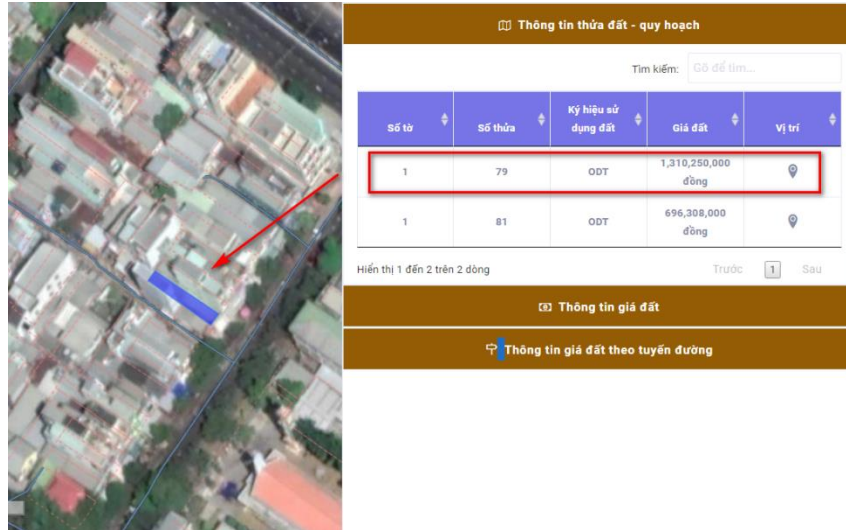 Thông tin thửa đất - quy hoạch
Tìm kiếm: Gõ để tìm...
Số tờ Số thửa Ký hiệu sử dụng đất Giá đất Vị trí
1 79 ODT 1,310,250,000 đồng
1 81 ODT 696,308,000 đồng
Hiển thị 1 đến 2 trên 2 dòng Trước 1 Sau
Thông tin giá đất
Thông tin giá đất theo tuyến đường